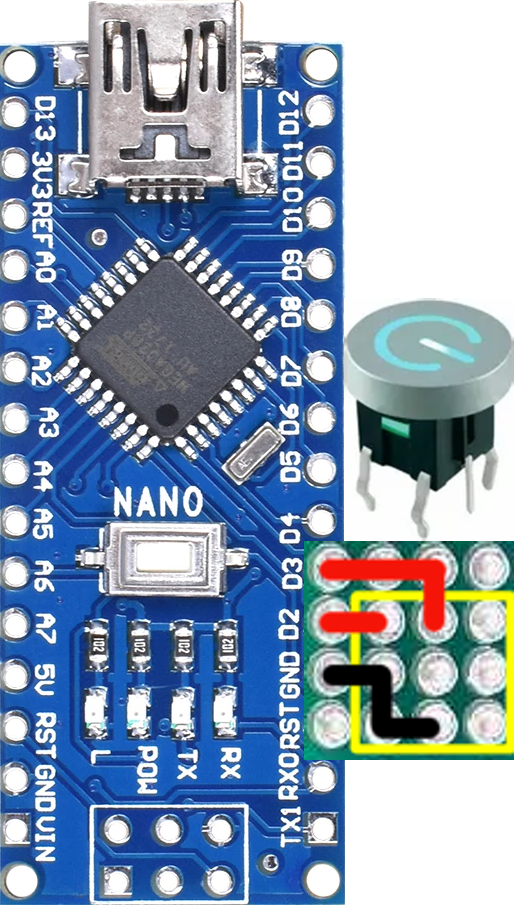 D13
3V3
REF
A0
A1
A2
A3
A4
A5
A6
A7
5V
RST
GND
VIN
D12
D11
D10
D9
D8
D7
D6
D5
D4
D3
D2
GND
RST
RX0
TX1
NANO
L
POW
TX
RX